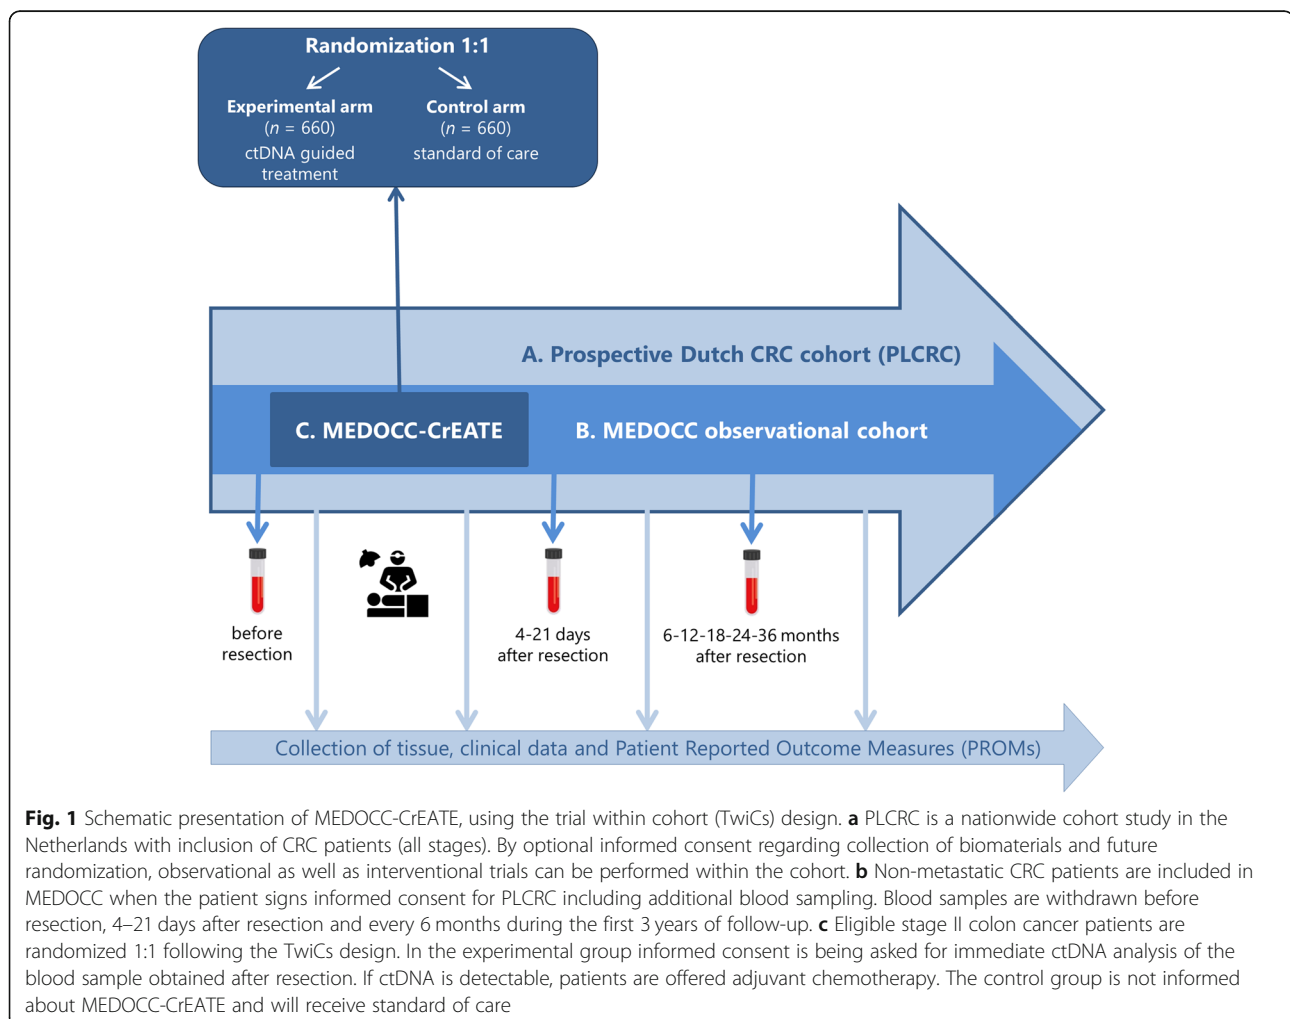 Randomization 1:1
Experimental arm
(n = 660)
ctDNA guided
treatment
Control arm
(n = 660)
standard of care
A. Prospective Dutch CRC cohort (PLCRC)
C. MEDOCC-CrEATE
B. MEDOCC observational cohort
before
resection
4-21 days
after resection
6-12-18-24-36 months
after resection
Collection of tissue, clinical data and Patient Reported Outcome Measures (PROMs)
Fig. 1 Schematic presentation of MEDOCC-CrEATE, using the trial within cohort (TwiCs) design. a PLCRC is a nationwide cohort study in the
Netherlands with inclusion of CRC patients (all stages). By optional informed consent regarding collection of biomaterials and future
randomization, observational as well as interventional trials can be performed within the cohort. b Non-metastatic CRC patients are included in
MEDOCC when the patient signs informed consent for PLCRC including additional blood sampling. Blood samples are withdrawn before
resection, 4–21 days after resection and every 6 months during the first 3 years of follow-up. c Eligible stage II colon cancer patients are
randomized 1:1 following the TwiCs design. In the experimental group informed consent is being asked for immediate ctDNA analysis of the
blood sample obtained after resection. If ctDNA is detectable, patients are offered adjuvant chemotherapy. The control group is not informed
about MEDOCC-CrEATE and will receive standard of care